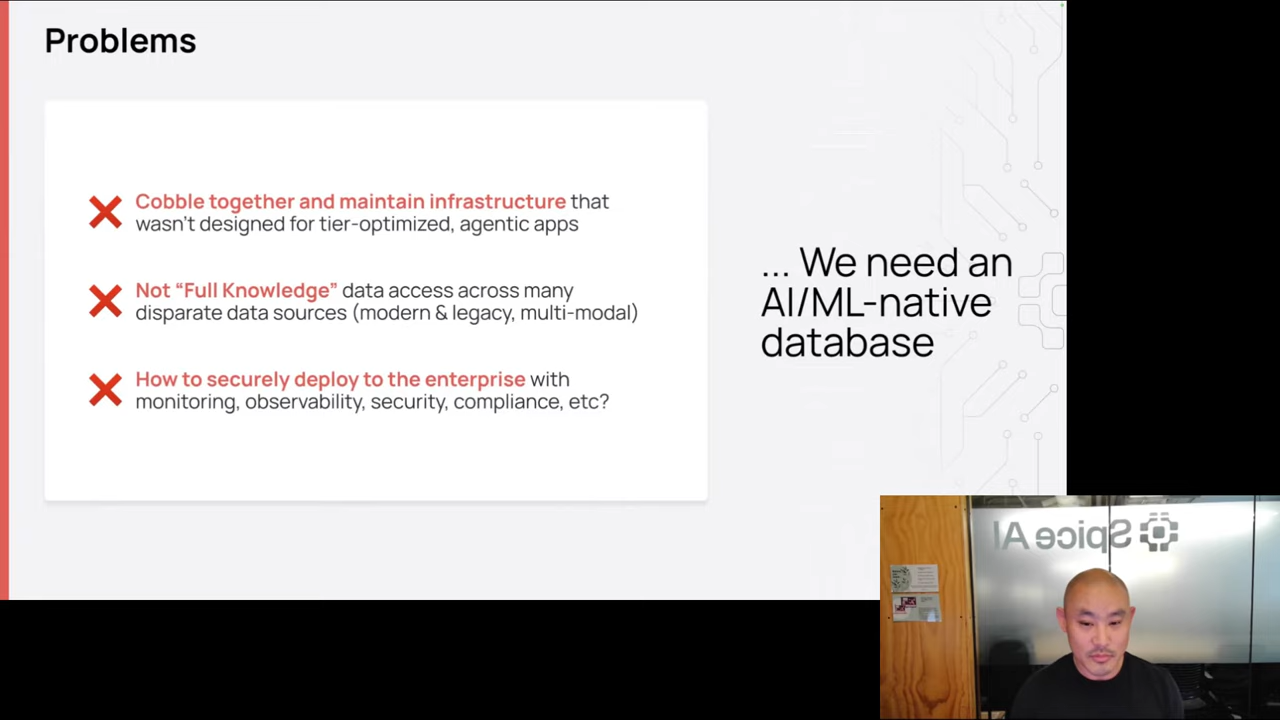 Problems
Cobble together and maintain infrastructure that
wasn't designed for tier-optimized, agentic apps
Not “Full Knowledge” data access across many
disparate data sources (modern & legacy, multi-modal)
How to securely deploy to the enterprise with
monitoring, observability, security, compliance, etc?
... We need an
AI/ML-native
database
Spice AI